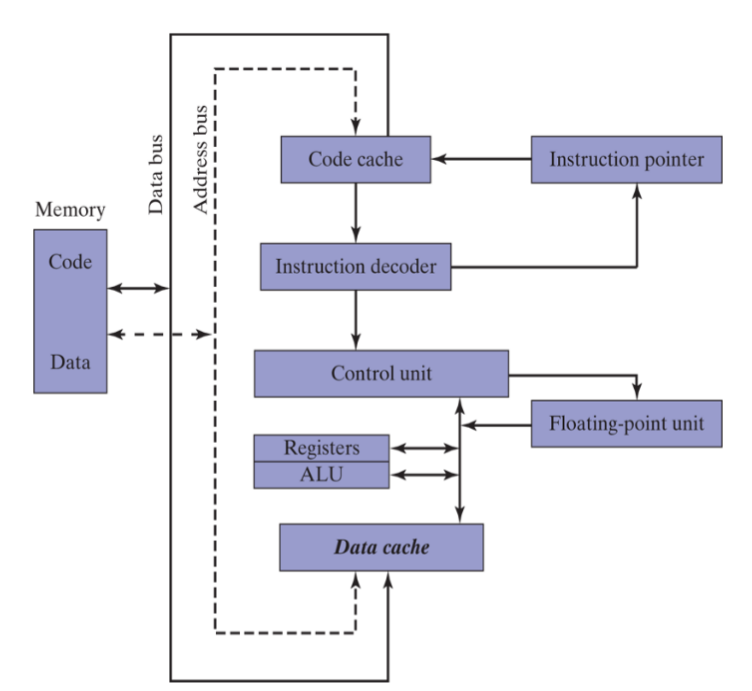 Data bus
Address bus
Code cache
Instruction pointer
Memory
Code
Data
Instruction decoder
Control unit
Floating-point unit
Registers
ALU
Data cache